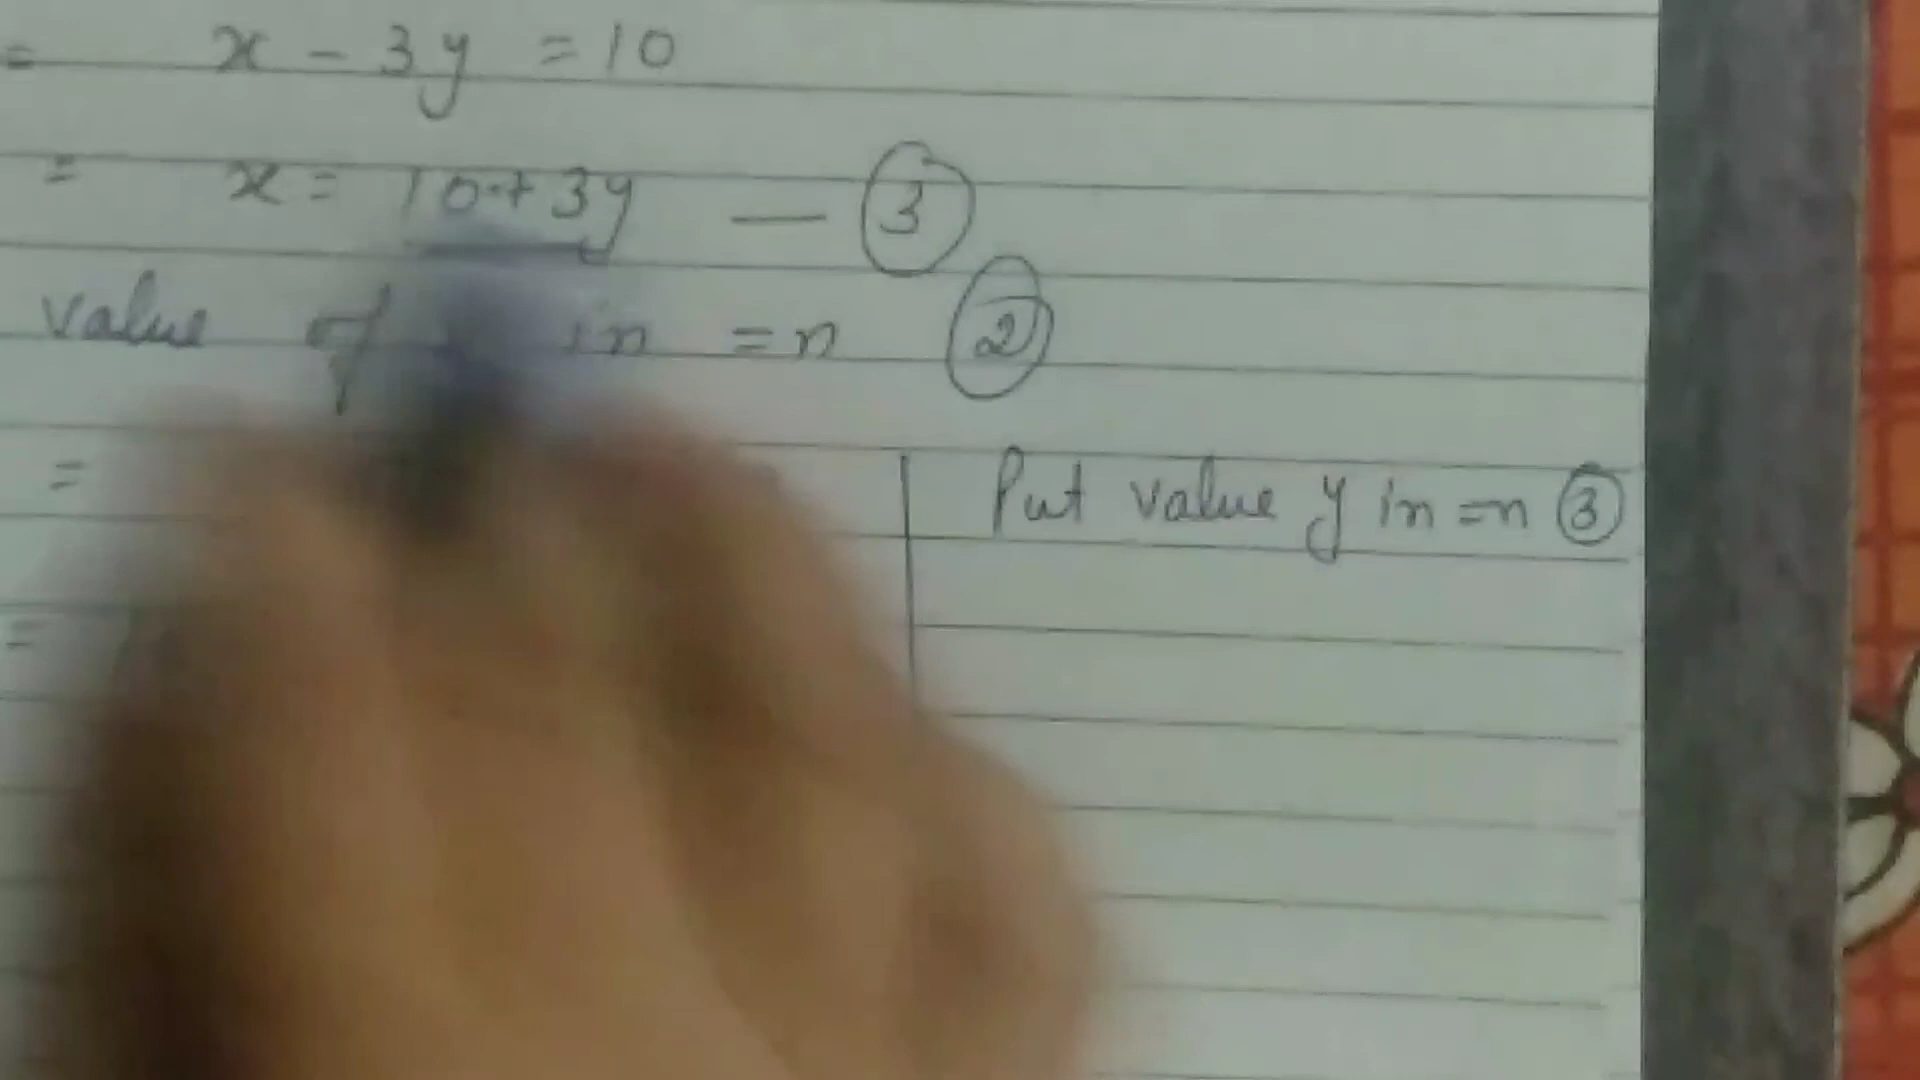 = x - 3y = 10
= x = 10 + 3y — ③
value of in =n ②
= Put value y in =n ③
=